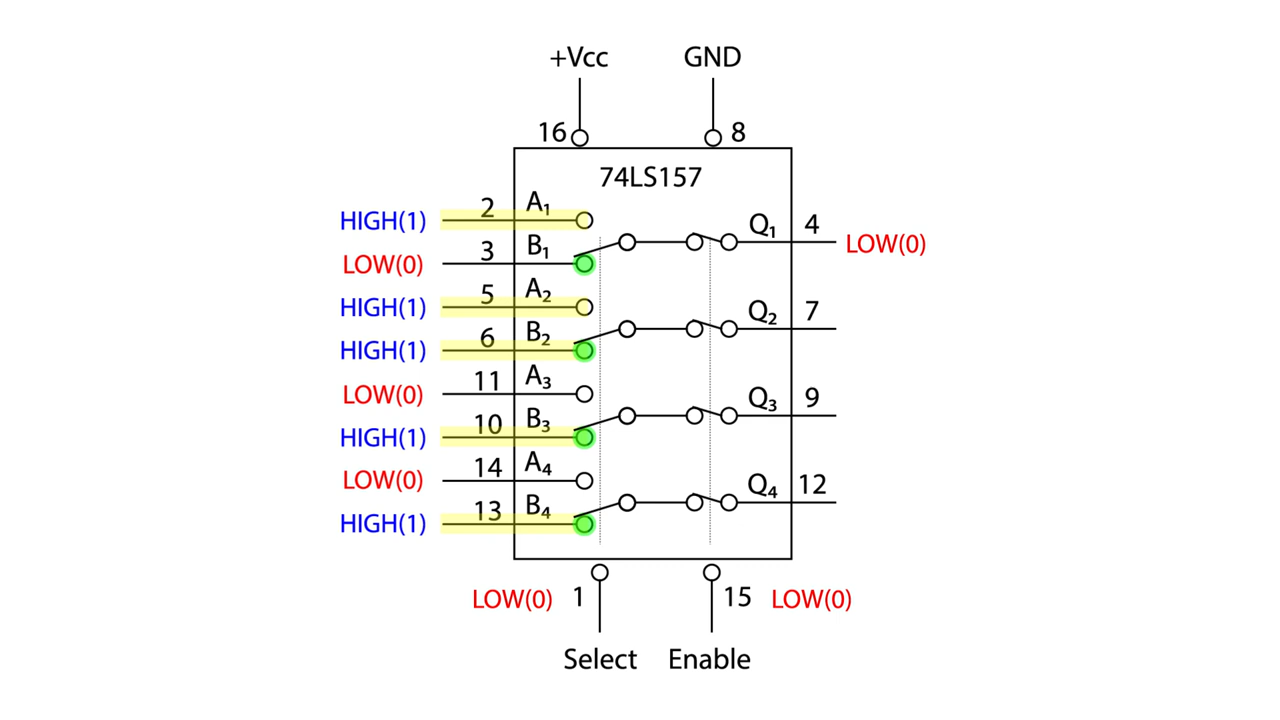 +Vcc GND
16 8
74LS157
HIGH(1) 2 A₁
Q₁ 4 LOW(0)
LOW(0) 3 B₁
HIGH(1) 5 A₂
Q₂ 7
HIGH(1) 6 B₂
LOW(0) 11 A₃
Q₃ 9
HIGH(1) 10 B₃
LOW(0) 14 A₄
Q₄ 12
HIGH(1) 13 B₄
LOW(0) 1 15 LOW(0)
Select Enable